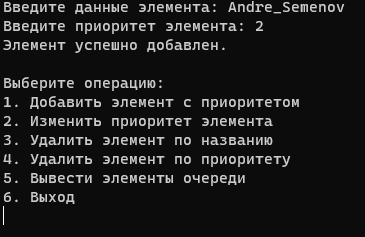 Введите данные элемента: Andre_Semenov
Введите приоритет элемента: 2
Элемент успешно добавлен.
Выберите операцию:
1. Добавить элемент с приоритетом
2. Изменить приоритет элемента
3. Удалить элемент по названию
4. Удалить элемент по приоритету
5. Вывести элементы очереди
6. Выход